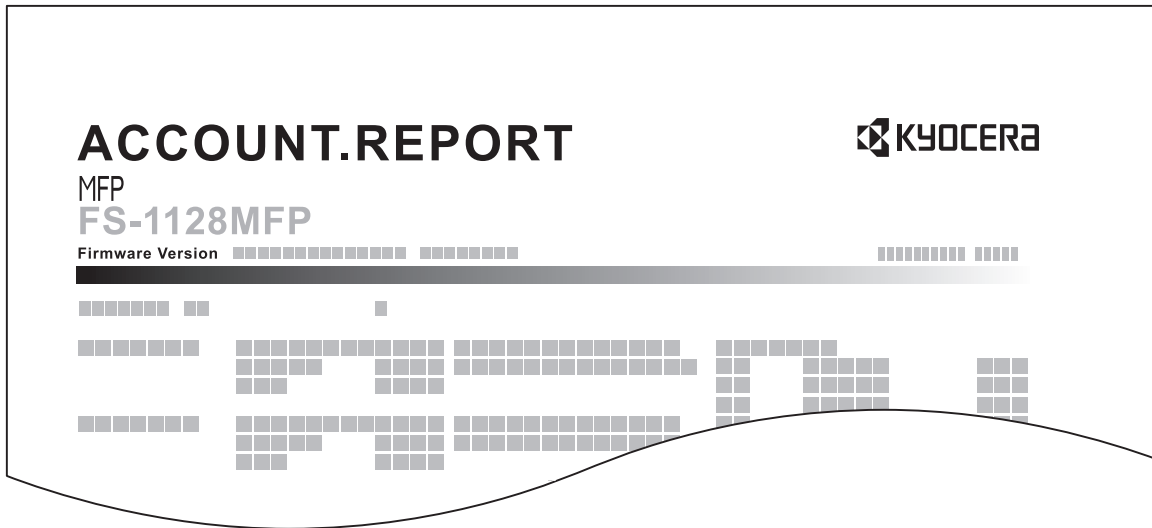 ACCOUNT.REPORT
KYOCERA
MFP
FS-1128MFP
Firmware Version